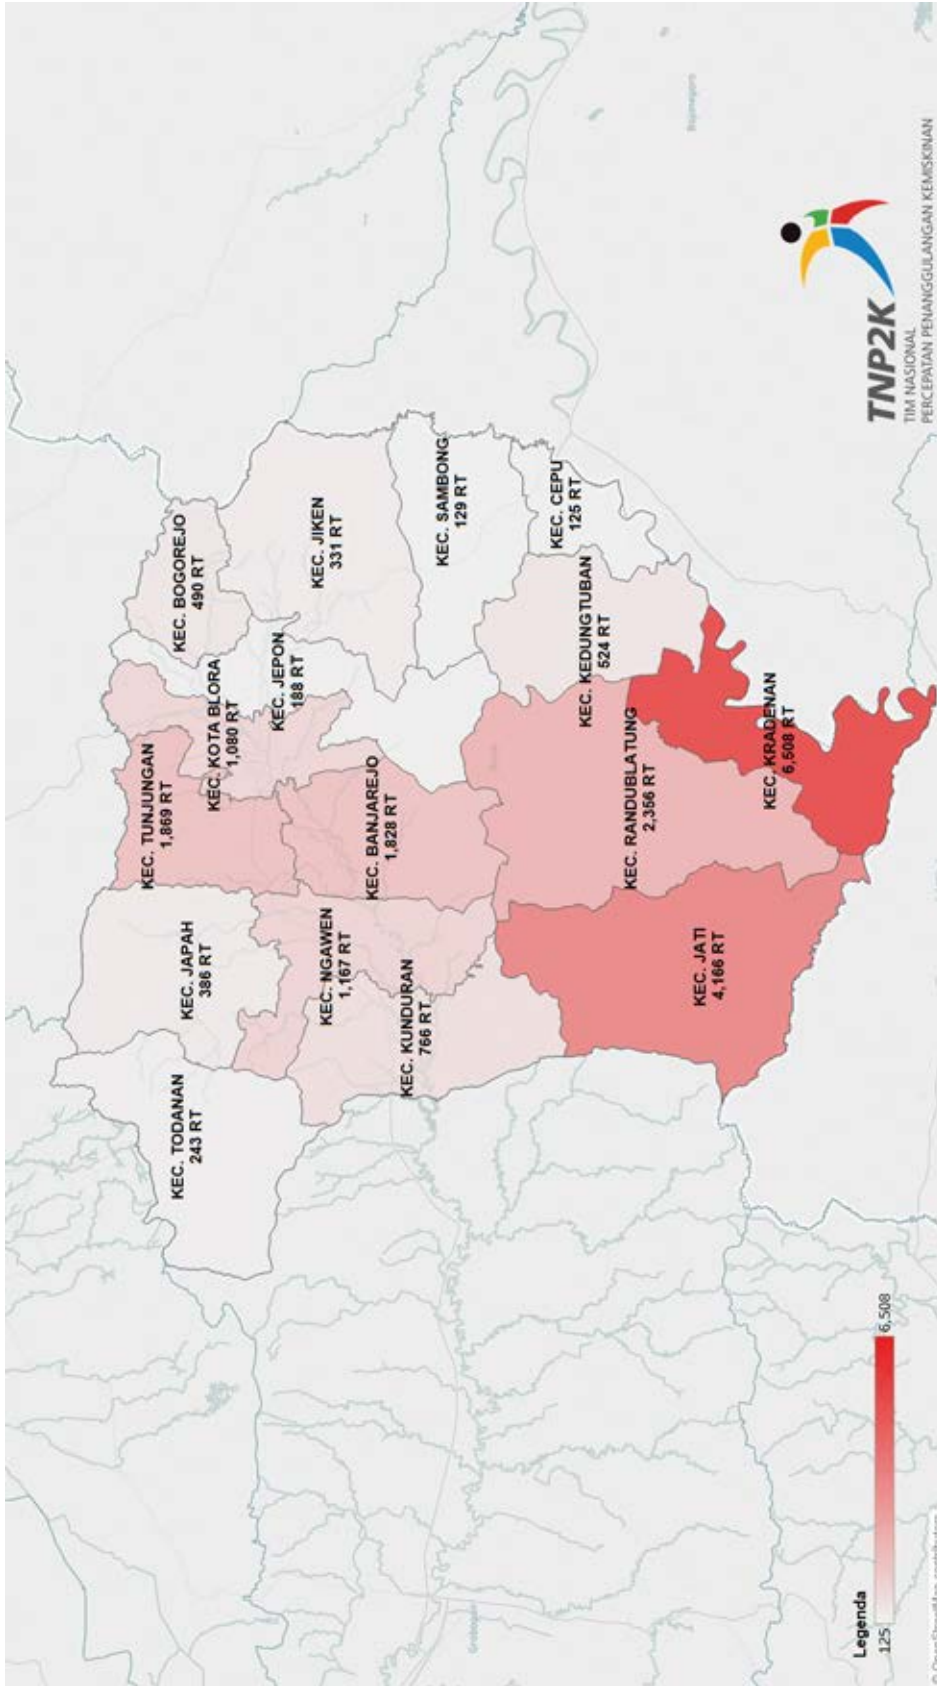 KEC. TODANAN
243 RT
KEC. JAPAH
386 RT
KEC. TUNJUNGAN
1,869 RT
KEC. BOGOREJO
490 RT
KEC. KOTA BLORA
1,080 RT
KEC. JEPON
188 RT
KEC. JIKEN
331 RT
KEC. NGAWEN
1,167 RT
KEC. KUNDURAN
766 RT
KEC. BANJAREJO
1,828 RT
KEC. SAMBONG
129 RT
KEC. CEPU
125 RT
KEC. KEDUNGTUBAN
524 RT
KEC. RANDUBLATUNG
2,356 RT
KEC. JATI
4,166 RT
KEC. KRADENAN
6,508 RT
Bojonegoro
Grobogan
Legenda
125
6,508
© OpenStreetMap contributors
TNP2K
TIM NASIONAL
PERCEPATAN PENANGGULANGAN KEMISKINAN